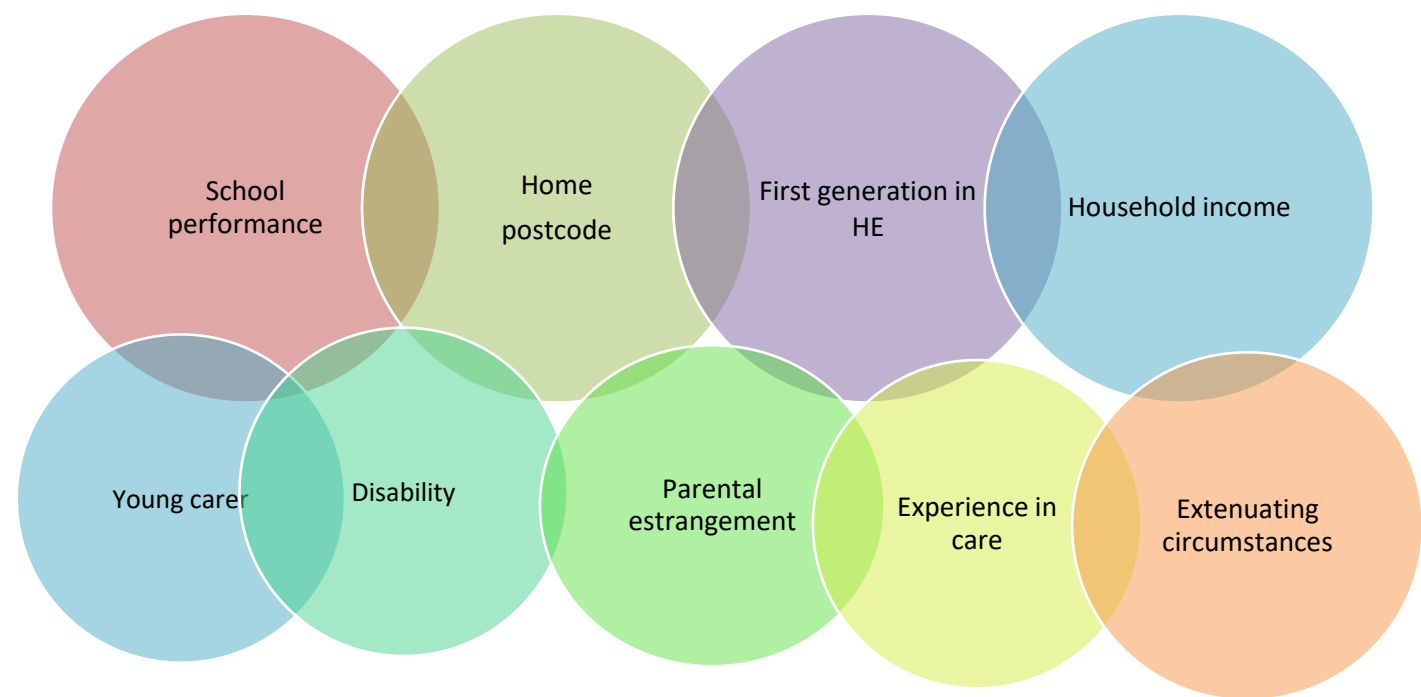 School
performance
Home
postcode
First generation in
HE
Household income
Young carer
Disability
Parental
estrangement
Experience in
care
Extenuating
circumstances